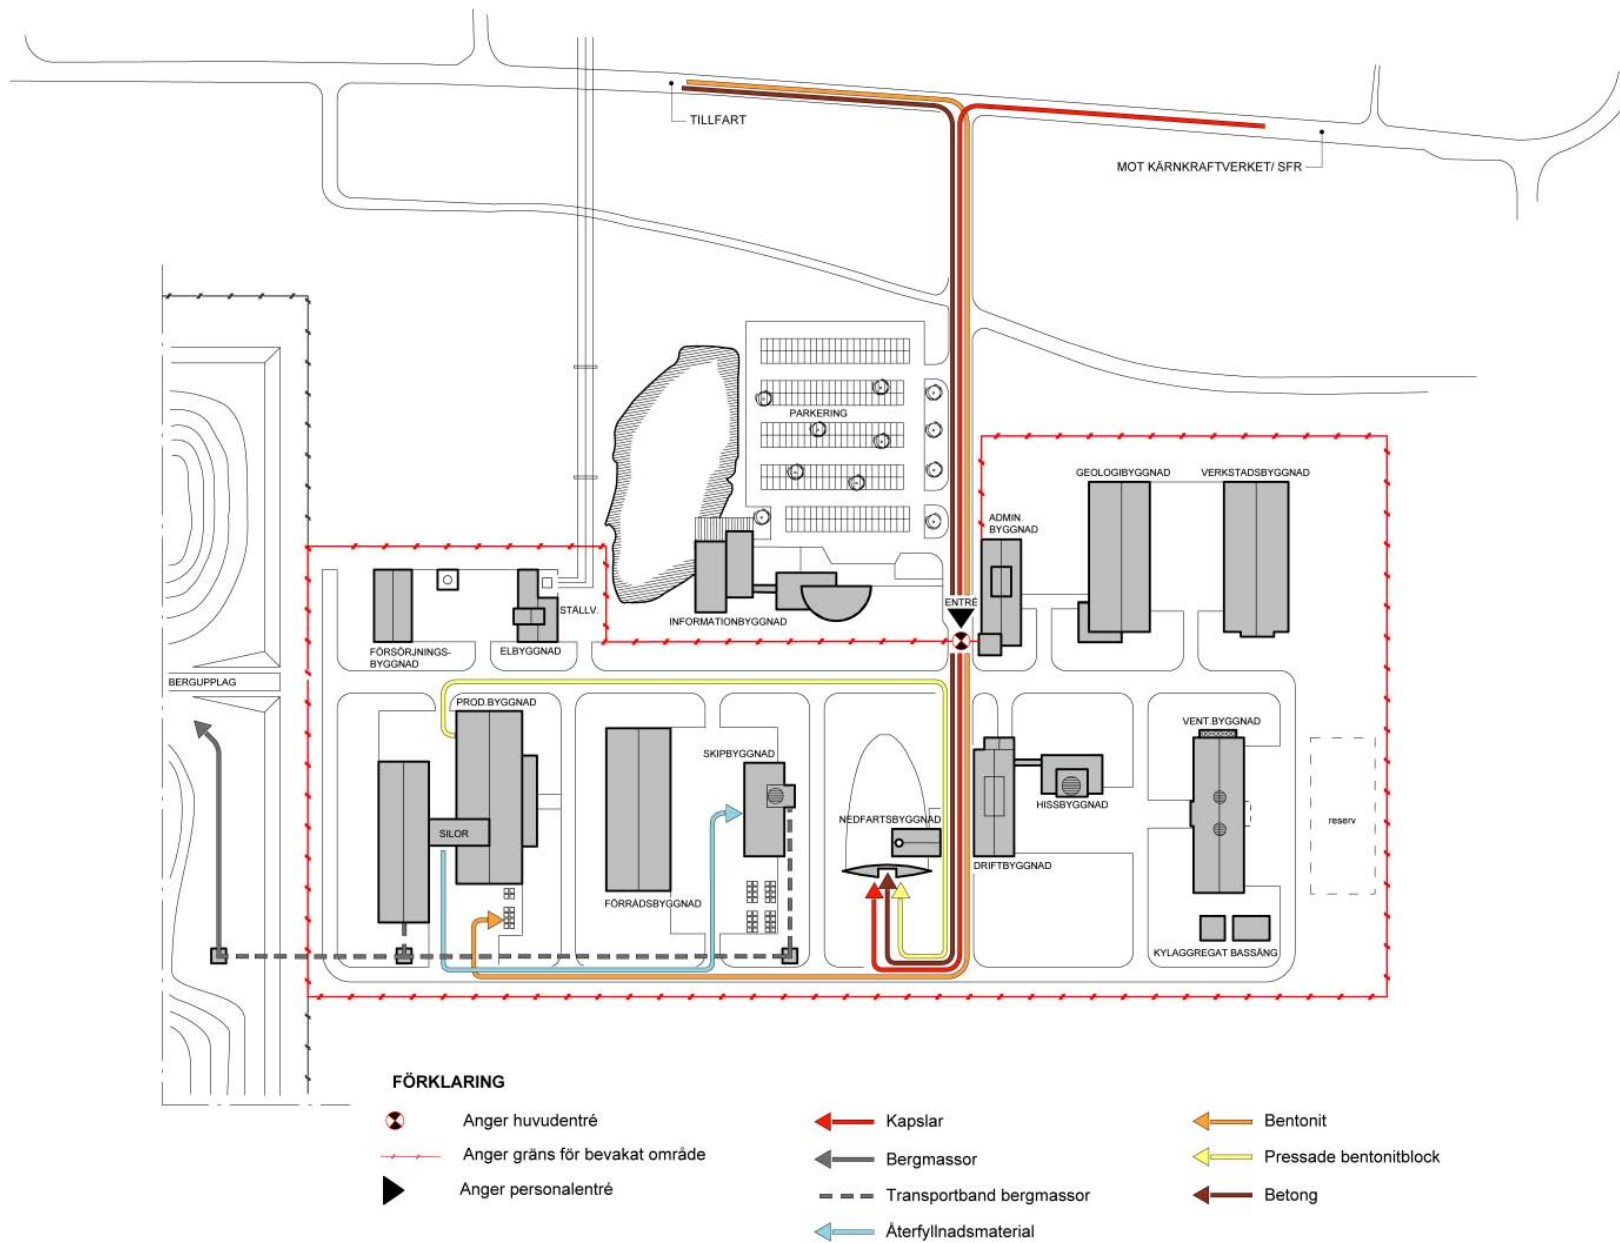 TILLFART
MOT KÄRNKRAFTVERKET/ SFR
PARKERING
GEOLOGIBYGGNAD
VERKSTADSBYGGNAD
ADMIN.
BYGGNAD
ENTRÉ
STÄLLV.
INFORMATIONBYGGNAD
FÖRSÖRJNINGS-
BYGGNAD
ELBYGGNAD
BERGUPPLAG
PROD.BYGGNAD
SKIPBYGGNAD
VENT.BYGGNAD
HISSBYGGNAD
NEDFARTSBYGGNAD
reserv
SILOR
DRIFTBYGGNAD
FÖRRÅDSBYGGNAD
KYLAGGREGAT BASSÄNG
FÖRKLARING
Anger huvudentré
Anger gräns för bevakat område
Anger personalentré
Kapslar
Bergmassor
Transportband bergmassor
Återfyllnadsmaterial
Bentonit
Pressade bentonitblock
Betong